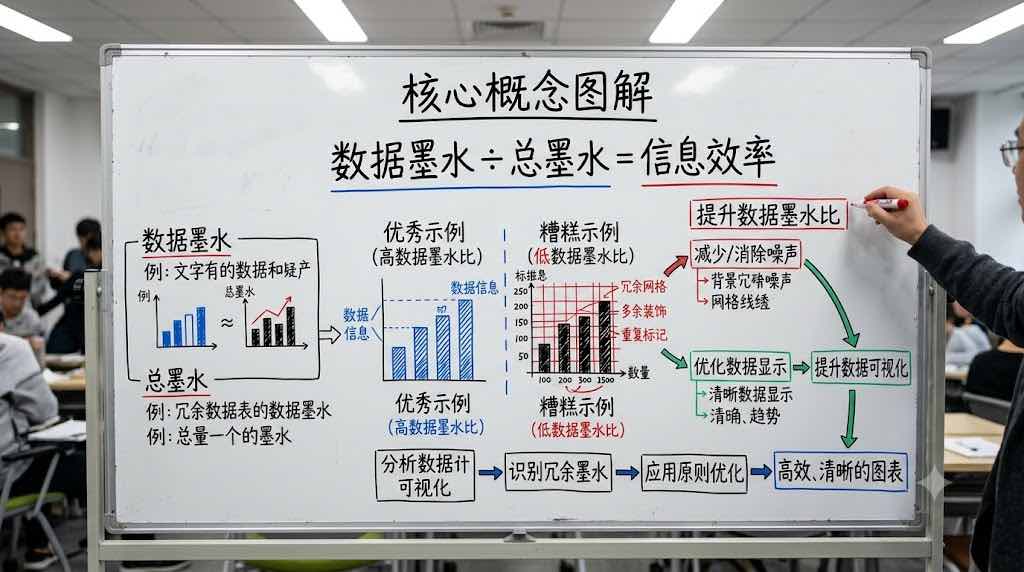 核心概念图解
数据墨水÷总墨水=信息效率
提升数据墨水比
数据墨水
例:文字有的数据和疑产
例
总墨水
≈
总墨水
例:冗余数据表的数据墨水
例:总量一个的墨水
优秀示例
(高数据墨水比)
数据信息
数据
信息
优秀示例
(高数据墨水比)
糟糕示例
(低数据墨水比)
标推息
250
200
150
100
50
100 200 300 1500
数量
冗余网格
多余装饰
重复标记
糟糕示例
(低数据墨水比)
减少/消除噪声
网格线
优化数据显示
清晰数据显示
趋势
提升数据可视化
分析数据计
可视化
识别冗余墨水
应用原则优化
高效、清晰的图表